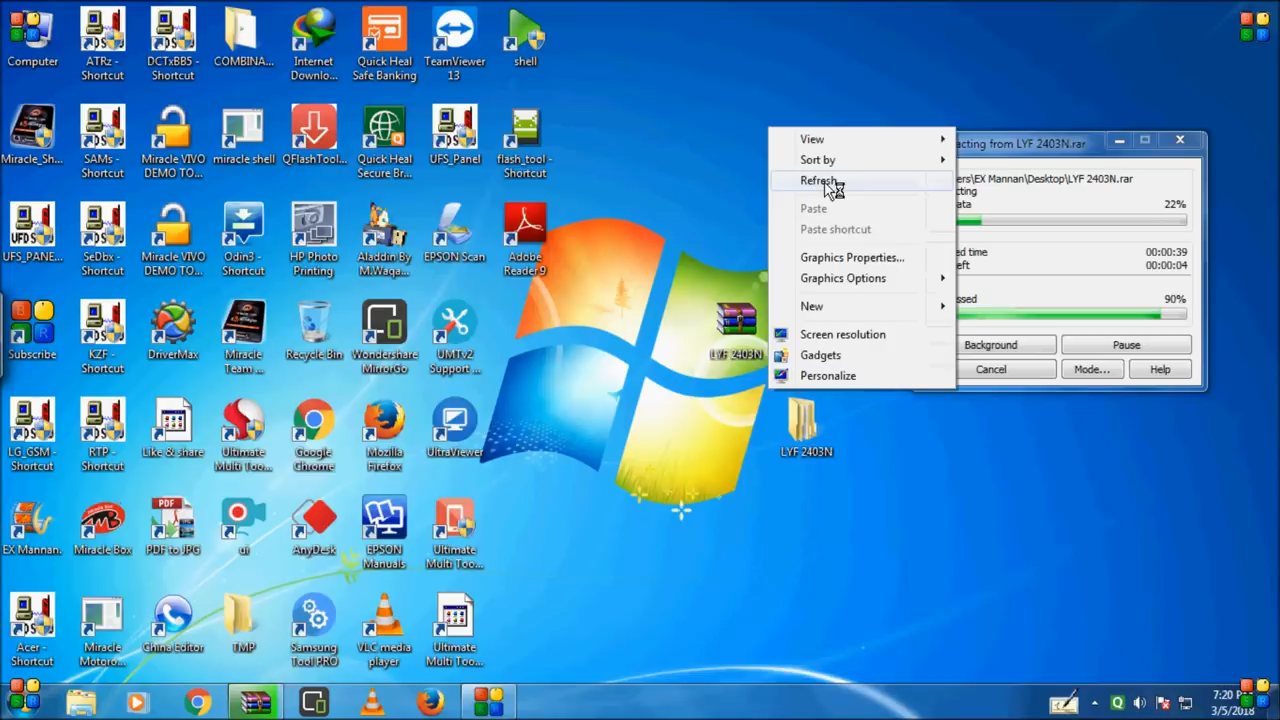 Computer
ATRz -
Shortcut
DCTxBB5 -
Shortcut
COMBINA...
Internet
Downlo...
Quick Heal
Safe Banking
TeamViewer
13
shell
Miracle_Sh...
SAMs -
Shortcut
Miracle VIVO
DEMO TO...
miracle shell
QFlashTool...
Quick Heal
Secure Br...
UFS_Panel
flash_tool -
Shortcut
UFS_PANE...
SeDbx -
Shortcut
Miracle VIVO
DEMO TO...
Odin3 -
Shortcut
HP Photo
Printing
Aladdin By
M.Waqa...
EPSON Scan
Adobe
Reader 9
Subscribe
KZF -
Shortcut
DriverMax
Miracle
Team ...
Recycle Bin
Wondershare
MirrorGo
UMTv2
Support ...
LYF 2403N
LG_GSM -
Shortcut
RTP -
Shortcut
Like & share
Ultimate
Multi Too...
Google
Chrome
Mozilla
Firefox
UltraViewer
LYF 2403N
EX Mannan.
Miracle Box
PDF
PDF to JPG
ui
AnyDesk
EPSON
Manuals
Ultimate
Multi Too...
Acer -
Shortcut
Miracle
Motoro...
China Editor
TMP
Samsung
Tool PRO
VLC media
player
Ultimate
Multi Too...
View
Sort by
Refresh
Paste
Paste shortcut
Graphics Properties...
Graphics Options
New
Screen resolution
Gadgets
Personalize
acting from LYF 2403N.rar
ers\EX Mannan\Desktop\LYF 2403N.rar
cting
ata 22%
ed time 00:00:39
eft 00:00:04
ssed 90%
Background
Pause
Cancel
Mode...
Help
7:20 PM
3/5/2018